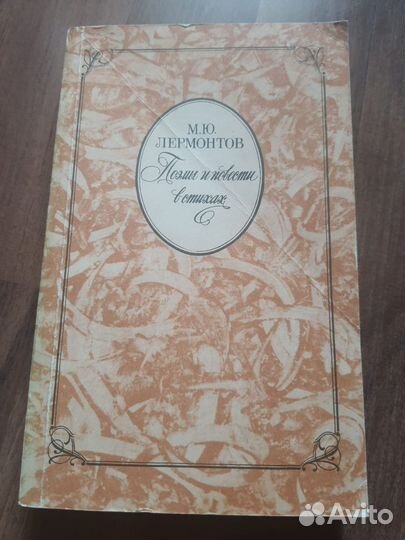 М.Ю.
ЛЕРМОНТОВ
Поэмы и повести
в стихах
Avito